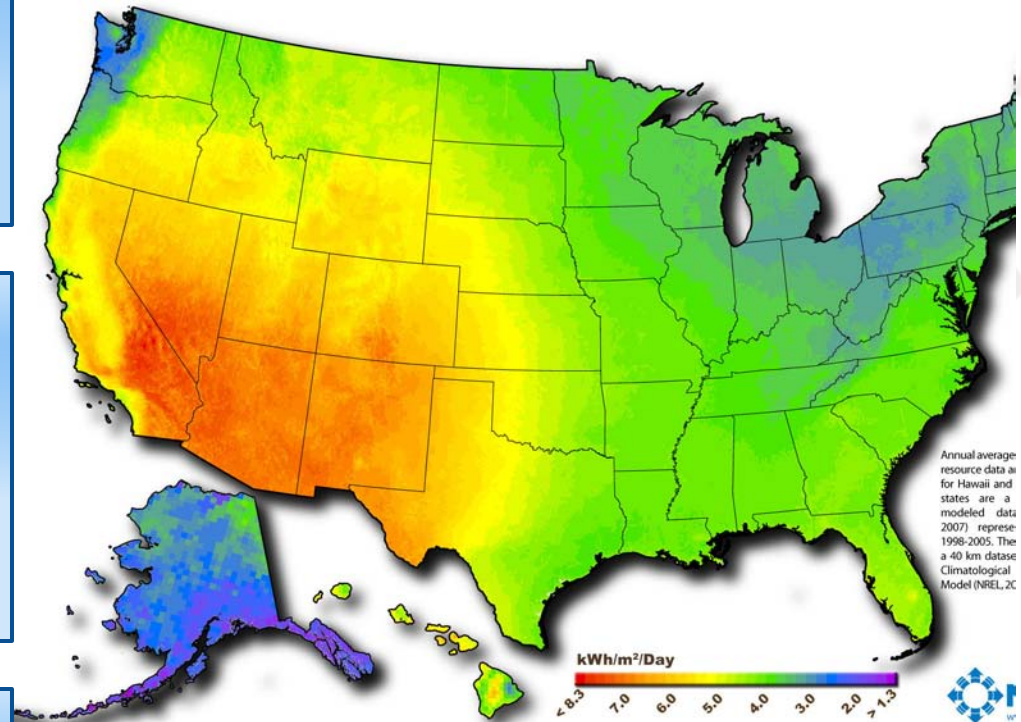 Annual average
resource data
for Hawaii and
states are a
modeled data
2007) represe
1998-2005. The
a 40 km datase
Climatological
Model (NREL, 20
kWh/m²/Day
< 8.3 7.0 6.0 5.0 4.0 3.0 2.0 > 1.3